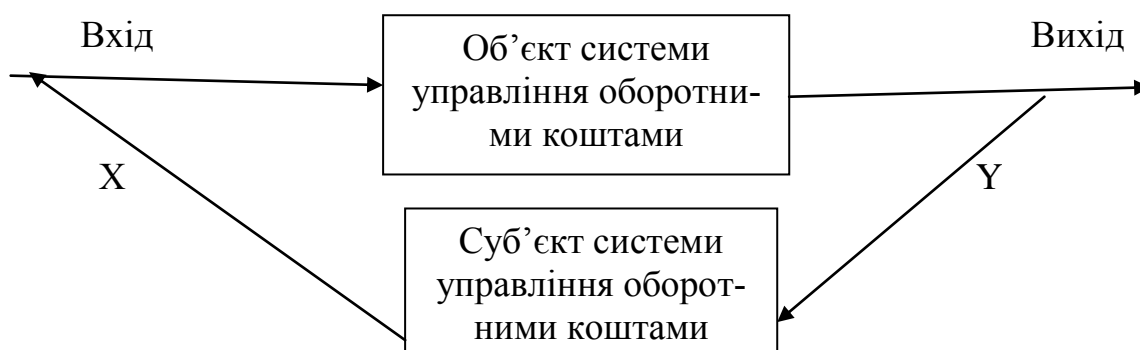 Вхід
Об’єкт системи
управління оборотни-
ми коштами
Вихід
X
Y
Суб’єкт системи
управління оборот-
ними коштами